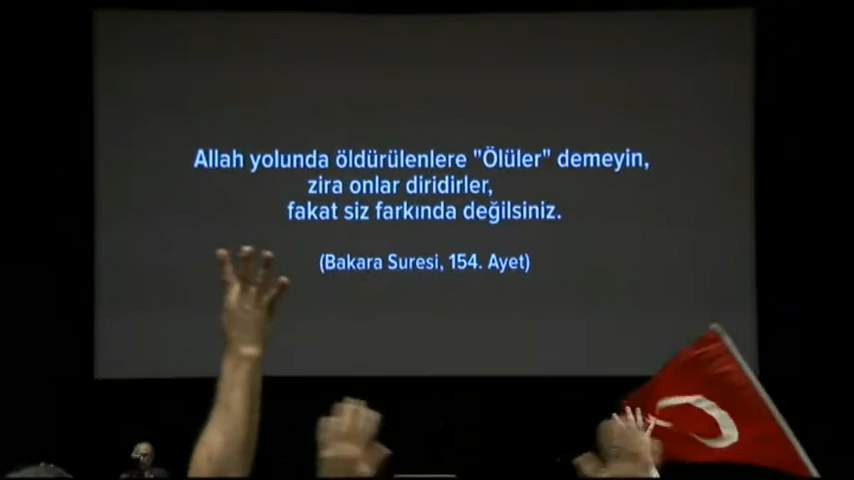 Allah yolunda öldürülenlere "Ölüler" demeyin,
zira onlar diridirler,
fakat siz farkında değilsiniz.
(Bakara Suresi, 154. Ayet)